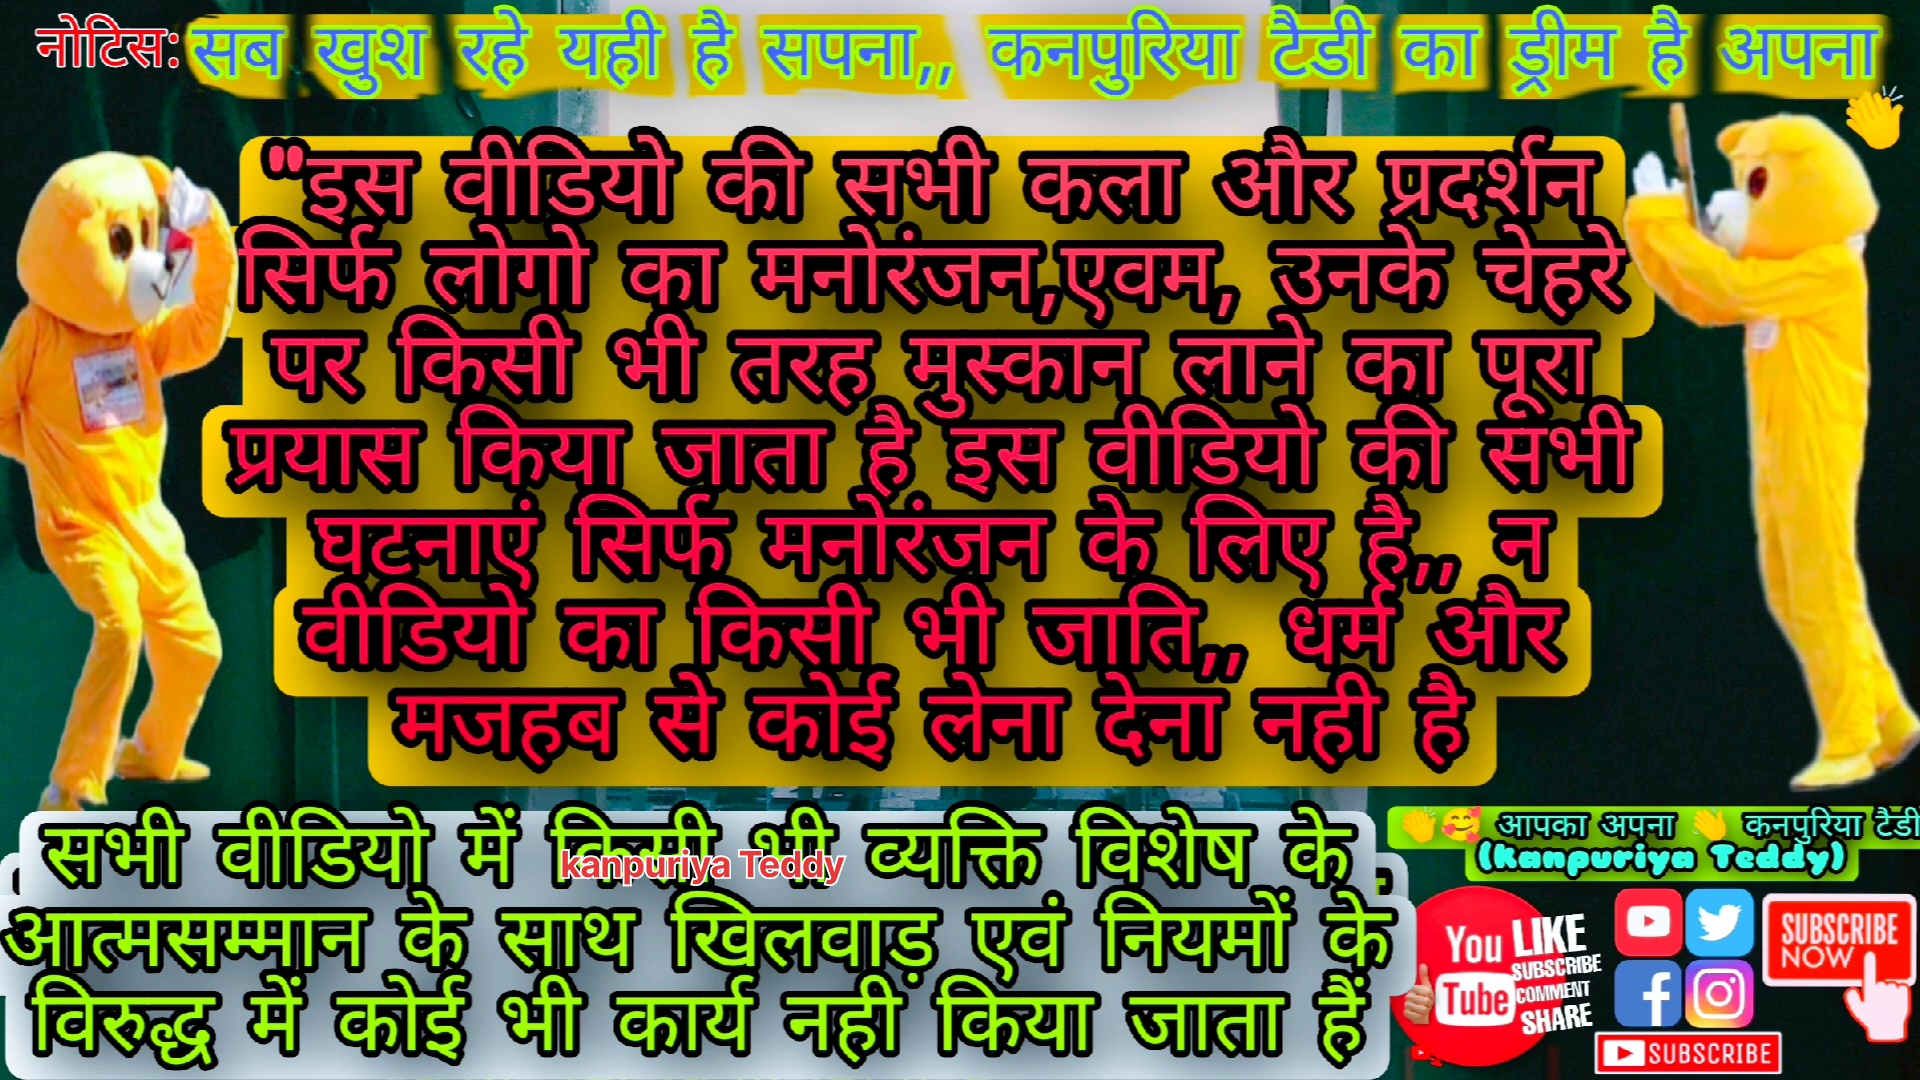 नोटिस: सब खुश रहे यही है सपना,, कनपुरिया टैडी का ड्रीम है अपना
"इस वीडियो की सभी कला और प्रदर्शन
सिर्फ लोगो का मनोरंजन,एवम, उनके चेहरे
पर किसी भी तरह मुस्कान लाने का पूरा
प्रयास किया जाता है इस वीडियो की सभी
घटनाएं सिर्फ मनोरंजन के लिए है,, न
वीडियो का किसी भी जाति,, धर्म और
मजहब से कोई लेना देना नही है
सभी वीडियो में किसी भी व्यक्ति विशेष के
आत्मसम्मान के साथ खिलवाड़ एवं नियमों के
विरुद्ध में कोई भी कार्य नही किया जाता हैं
kanpuriya Teddy
👏🥰 आपका अपना 👋 कनपुरिया टैडी
(kanpuriya Teddy)
You Tube
LIKE
SUBSCRIBE
COMMENT
SHARE
SUBSCRIBE
NOW
SUBSCRIBE